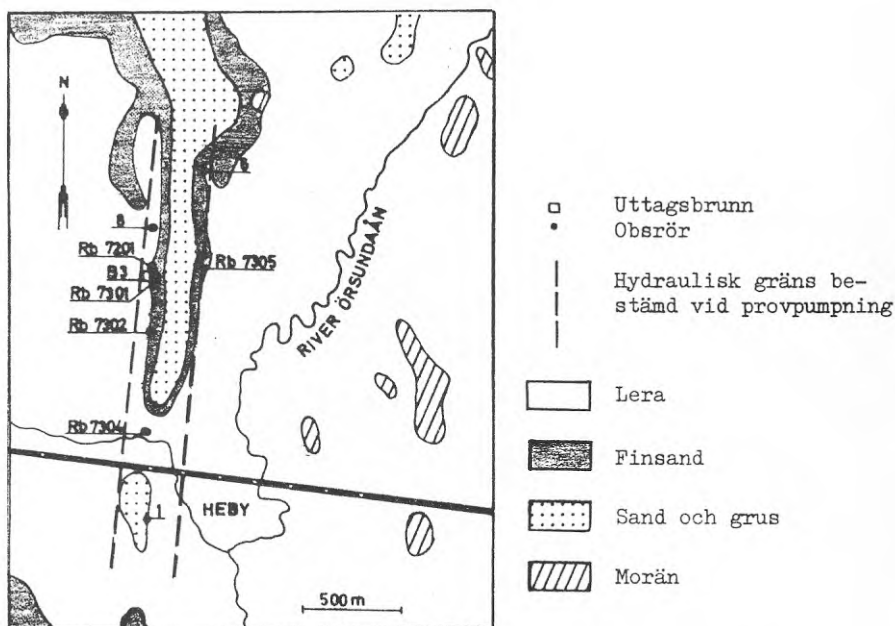 N
6
8
Rb 7201
B3
Rb 7301
Rb 7302
Rb 7305
RIVER ÖRSUNDAÅN
Rb 7304
1
HEBY
500 m
Uttagsbrunn
Obsrör
Hydraulisk gräns be-
stämd vid provpumpning
Lera
Finsand
Sand och grus
Morän